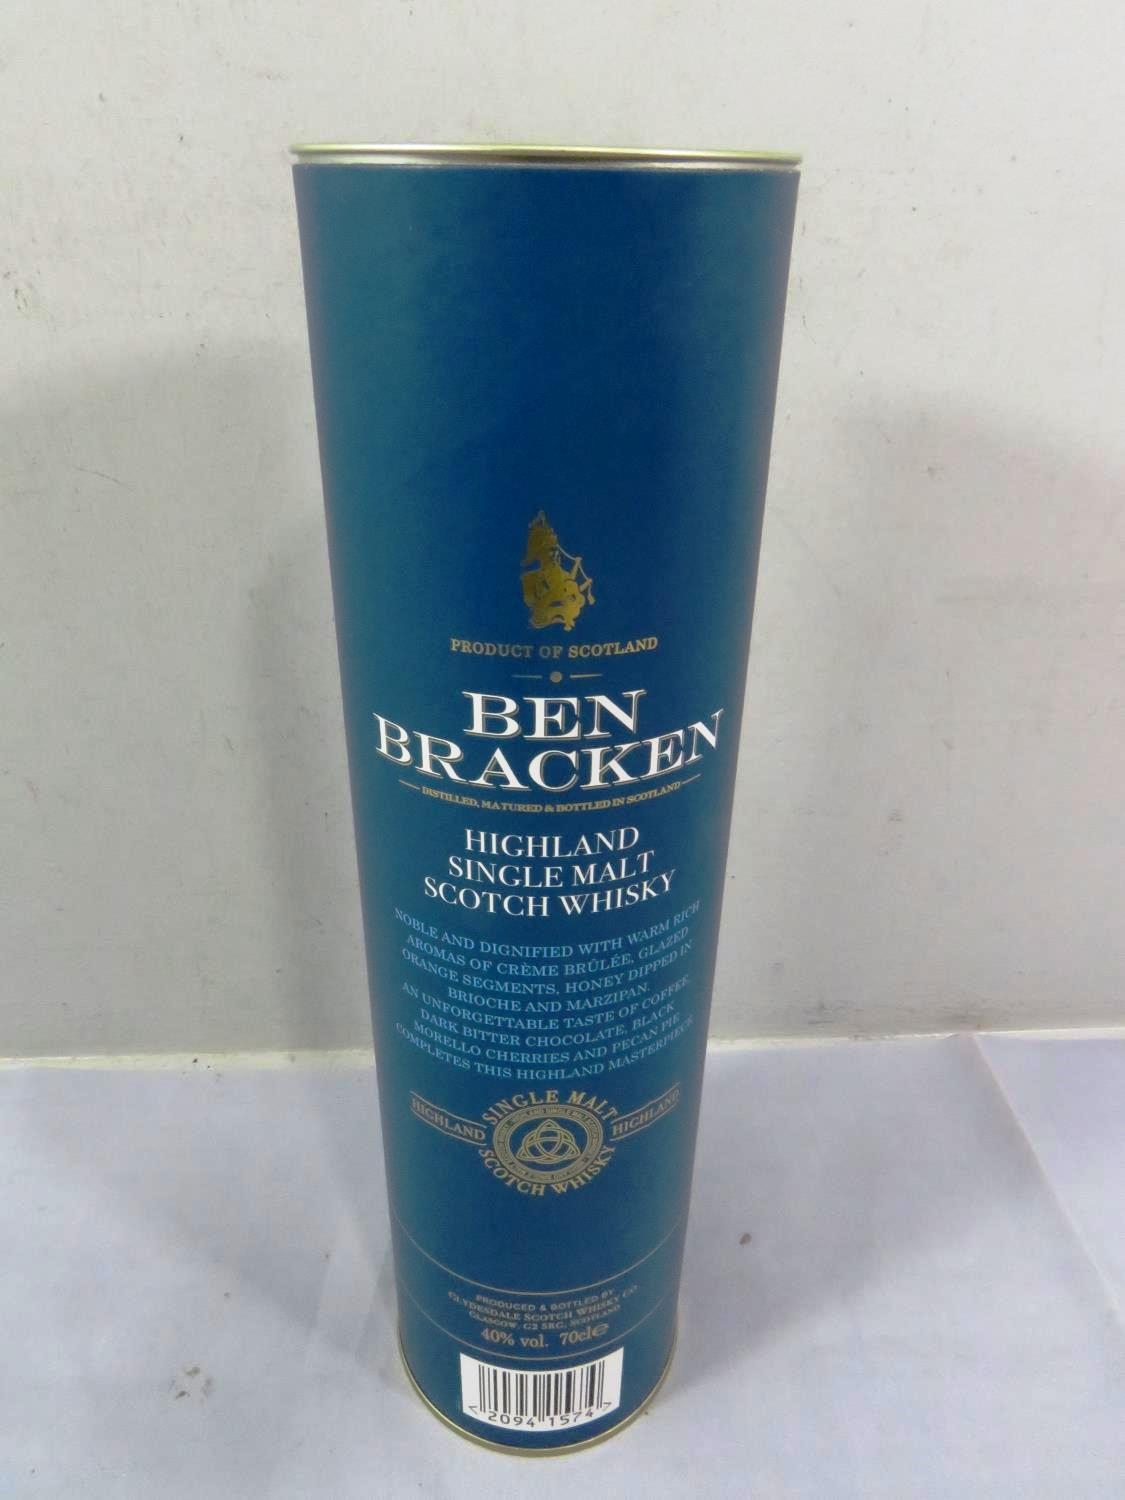 PRODUCT OF SCOTLAND
BEN
BRACKEN
DISTILLED, MATURED & BOTTLED IN SCOTLAND
HIGHLAND
SINGLE MALT
SCOTCH WHISKY
NOBLE AND DIGNIFIED WITH WARM RICH
AROMAS OF CRÈME BRÛLÉE, GLAZED
ORANGE SEGMENTS, HONEY DIPPED IN
BRIOCHE AND MARZIPAN.
AN UNFORGETTABLE TASTE OF COFFEE,
DARK BITTER CHOCOLATE, BLACK
MORELLO CHERRIES AND PECAN PIE
COMPLETES THIS HIGHLAND MASTERPIECE
SINGLE MALT
HIGHLAND HIGHLAND
SCOTCH WHISKY
PRODUCED & BOTTLED BY
CLYDESDALE SCOTCH WHISKY CO
GLASGOW, G2 5RG, SCOTLAND
40% vol. 70cl℮
< 2094 1574 >